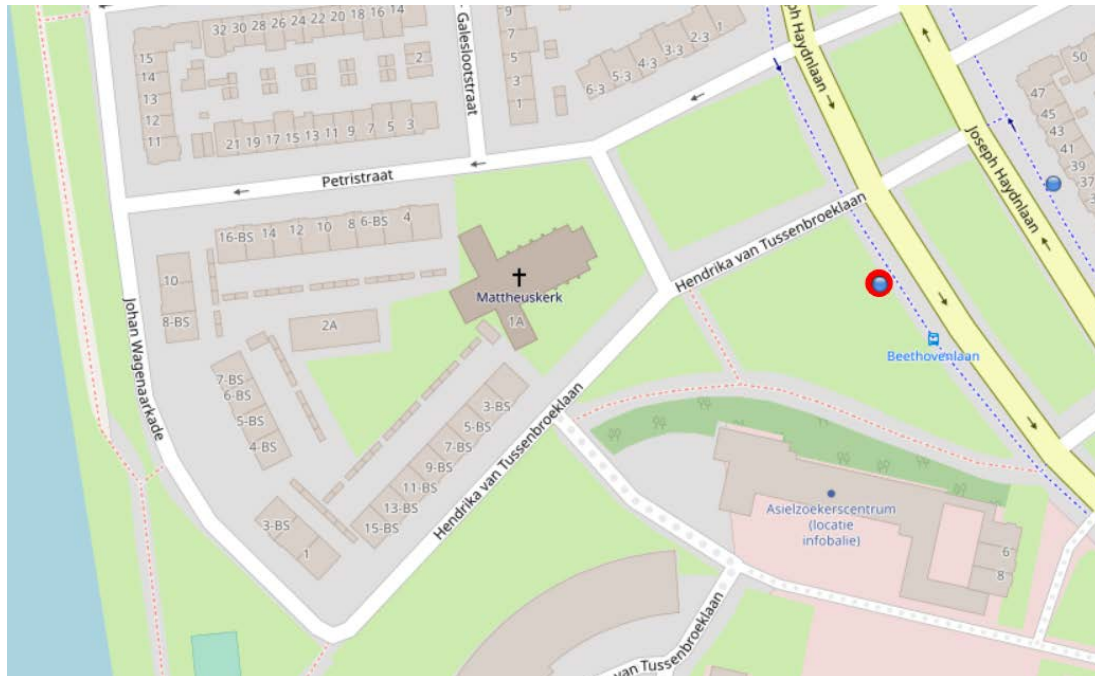 32 30 28 26 24 22 20 18 16 14
15
14
13
12
11
2
21 19 17 15 13 11 9 7 5 3
. Galeslootstraat
9
7
5
3
1
6-3 5-3 4-3 3-3 2-3 1
Joseph Haydnlaan
Joseph Haydnlaan
50
47
45
43
41
39
37
Petristraat
16-BS 14 12 10 8 6-BS 4
10
8-BS
Johan Wagenaarkade
2A
Mattheuskerk
1A
Hendrika van Tussenbroeklaan
Beethovenlaan
7-BS
6-BS
5-BS
4-BS
3-BS
5-BS
7-BS
9-BS
11-BS
13-BS
15-BS
Hendrika van Tussenbroeklaan
3-BS
1
Asielzoekerscentrum
(locatie
infobalie)
6
8
van Tussenbroeklaan